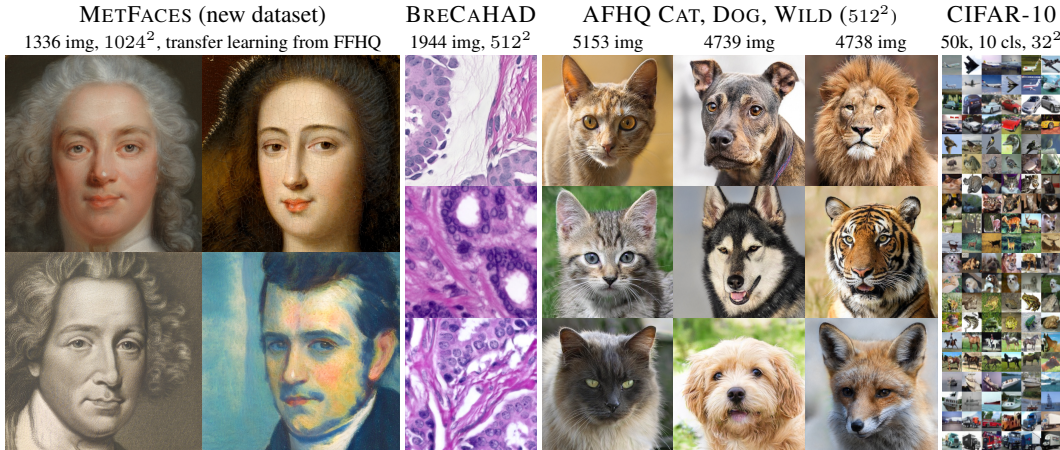 METFACES (new dataset)
1336 img, 1024², transfer learning from FFHQ
BRECAHAD
1944 img, 512²
AFHQ CAT, DOG, WILD (512²)
5153 img 4739 img 4738 img
CIFAR-10
50k, 10 cls, 32²